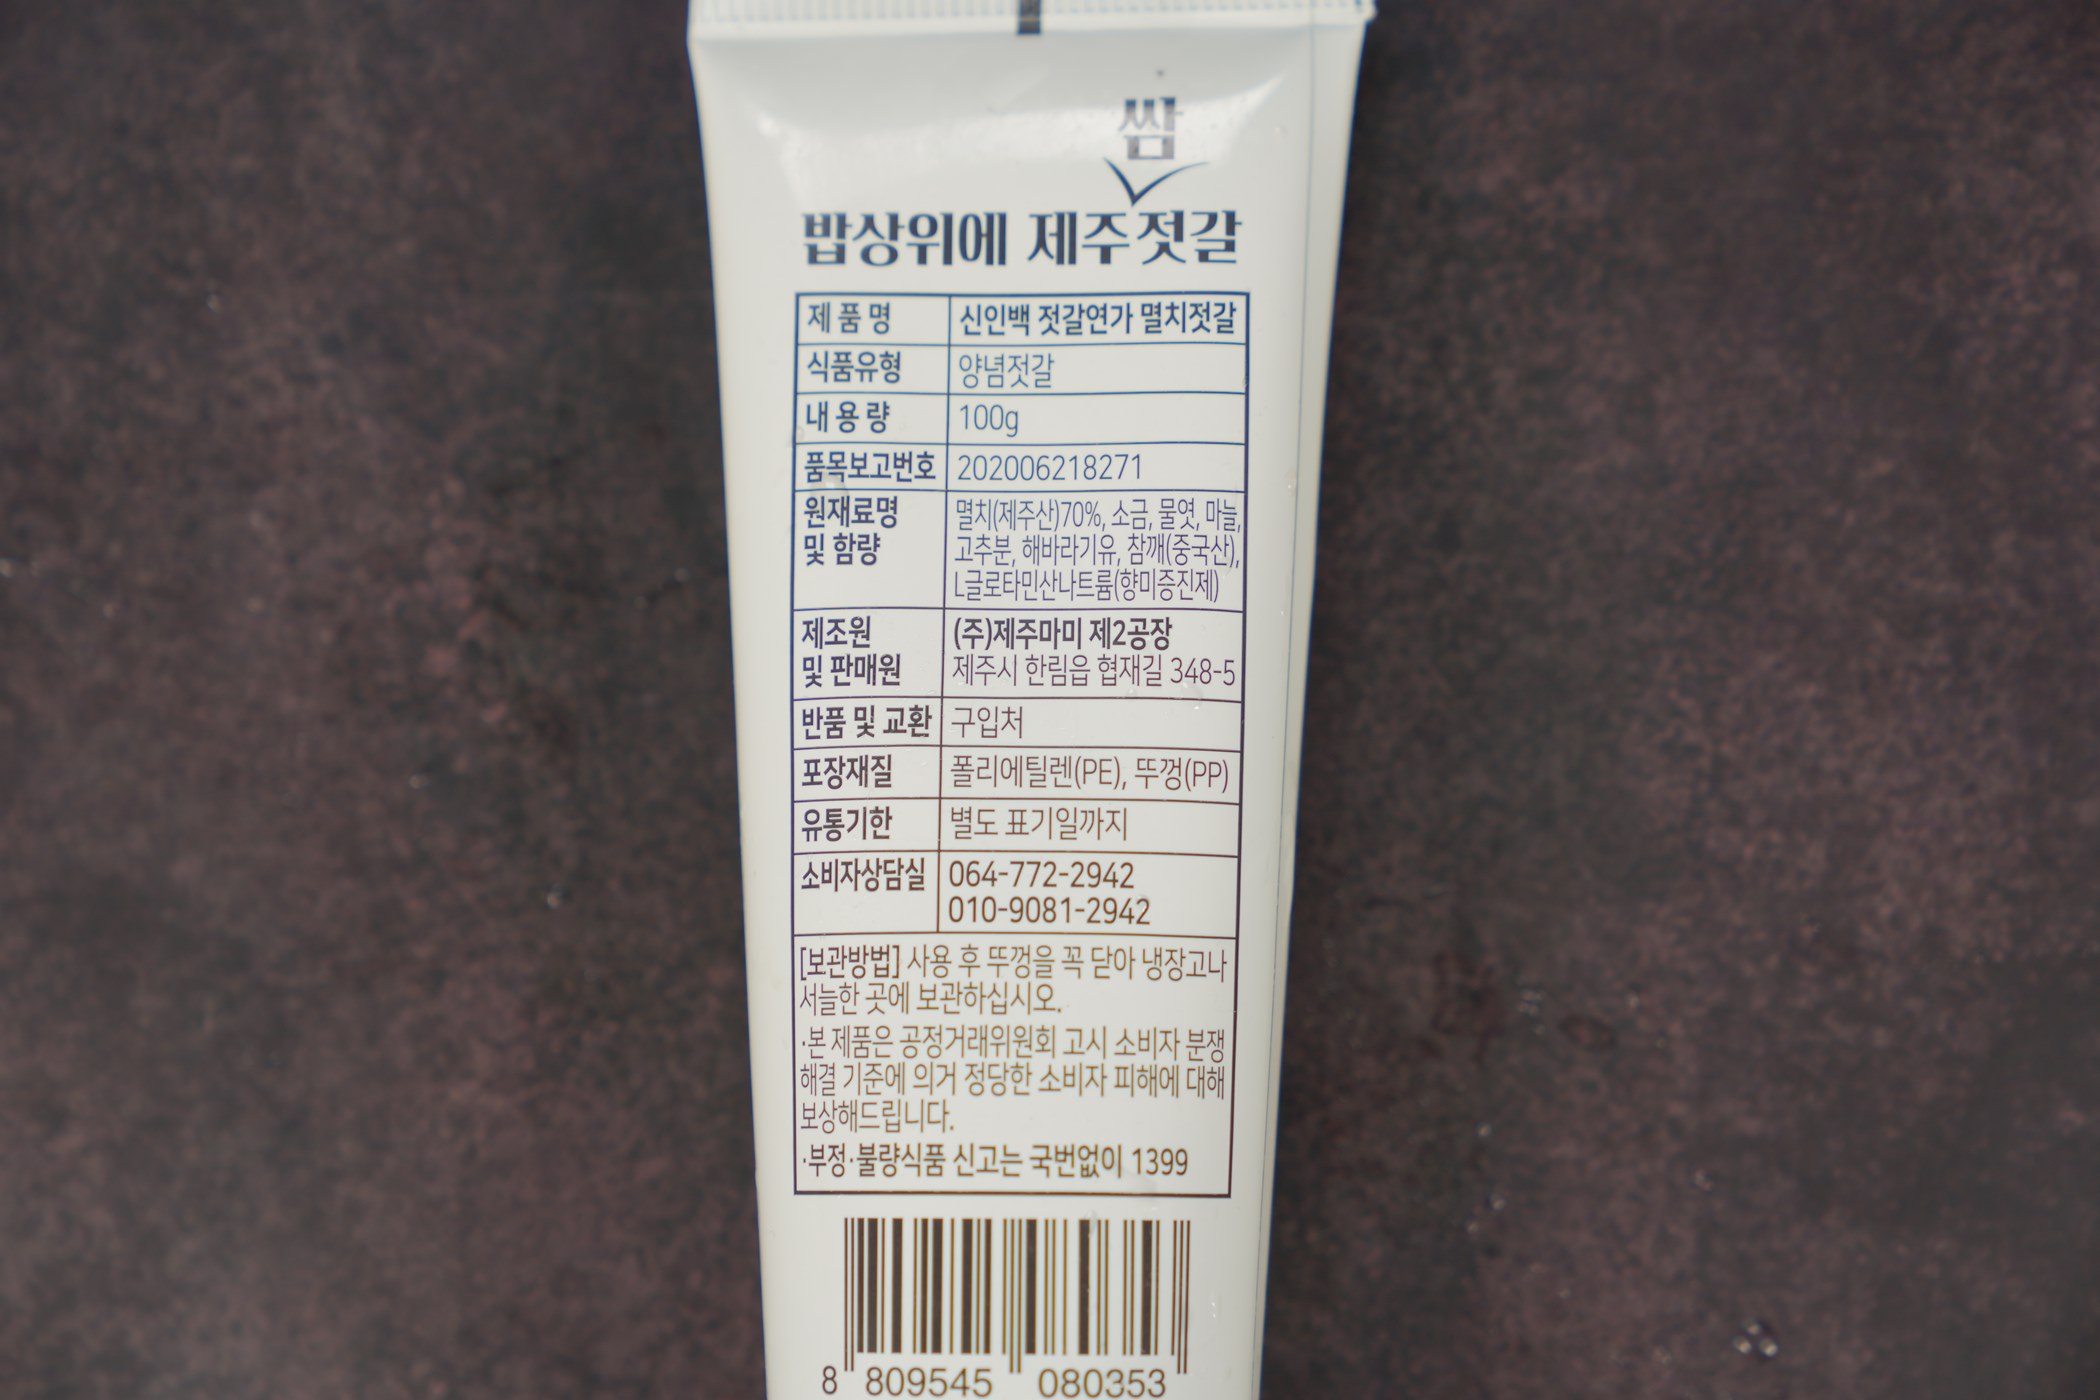 쌈
밥상위에 제주젓갈
제품명 신인백 젓갈연가 멸치젓갈
식품유형 양념젓갈
내용량 100g
품목보고번호 202006218271
원재료명 멸치(제주산)70%, 소금, 물엿, 마늘,
및 함량 고추분, 해바라기유, 참깨(중국산),
L글로타민산나트륨(향미증진제)
제조원 (주)제주마미 제2공장
및 판매원 제주시 한림읍 협재길 348-5
반품 및 교환 구입처
포장재질 폴리에틸렌(PE), 뚜껑(PP)
유통기한 별도 표기일까지
소비자상담실 064-772-2942
010-9081-2942
[보관방법] 사용 후 뚜껑을 꼭 닫아 냉장고나
서늘한 곳에 보관하십시오.
·본 제품은 공정거래위원회 고시 소비자 분쟁
해결 기준에 의거 정당한 소비자 피해에 대해
보상해드립니다.
·부정·불량식품 신고는 국번없이 1399
8 809545 080353